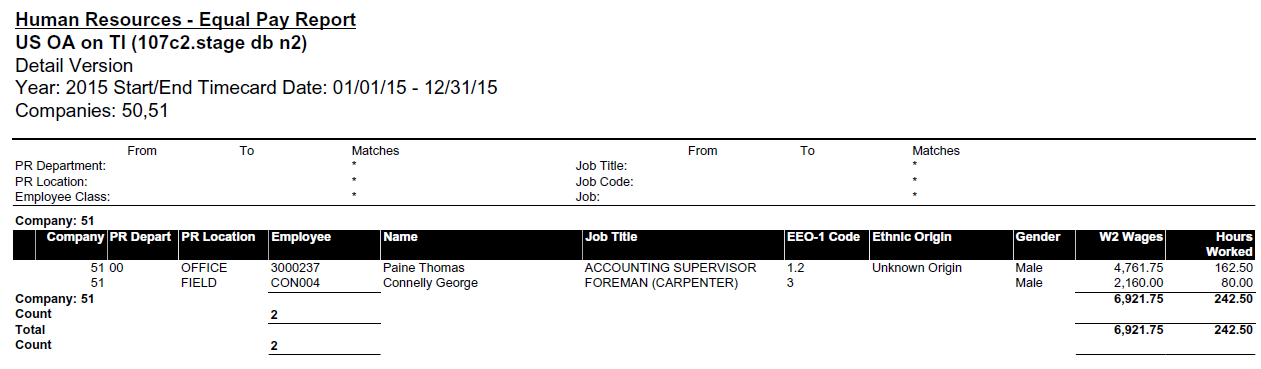 Human Resources - Equal Pay Report
US OA on TI (107c2.stage db n2)
Detail Version
Year: 2015 Start/End Timecard Date: 01/01/15 - 12/31/15
Companies: 50,51
From To Matches From To Matches
PR Department: * Job Title: *
PR Location: * Job Code: *
Employee Class: * Job: *
Company: 51
Company PR Depart PR Location Employee Name Job Title EEO-1 Code Ethnic Origin Gender W2 Wages Hours
Worked
51 00 OFFICE 3000237 Paine Thomas ACCOUNTING SUPERVISOR 1.2 Unknown Origin Male 4,761.75 162.50
51 FIELD CON004 Connelly George FOREMAN (CARPENTER) 3 Male 2,160.00 80.00
Company: 51 6,921.75 242.50
Count 2
Total 6,921.75 242.50
Count 2